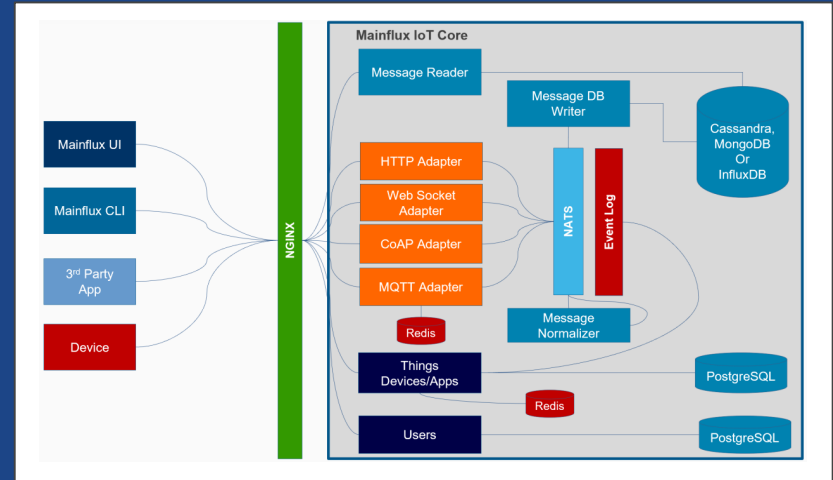 Mainflux IoT Core
Message Reader
Message DB
Writer
Cassandra,
MongoDB
Or
InfluxDB
Mainflux UI
Mainflux CLI
3rd Party
App
Device
NGINX
HTTP Adapter
Web Socket
Adapter
CoAP Adapter
MQTT Adapter
Redis
NATS
Event Log
Message
Normalizer
Things
Devices/Apps
Redis
PostgreSQL
Users
PostgreSQL